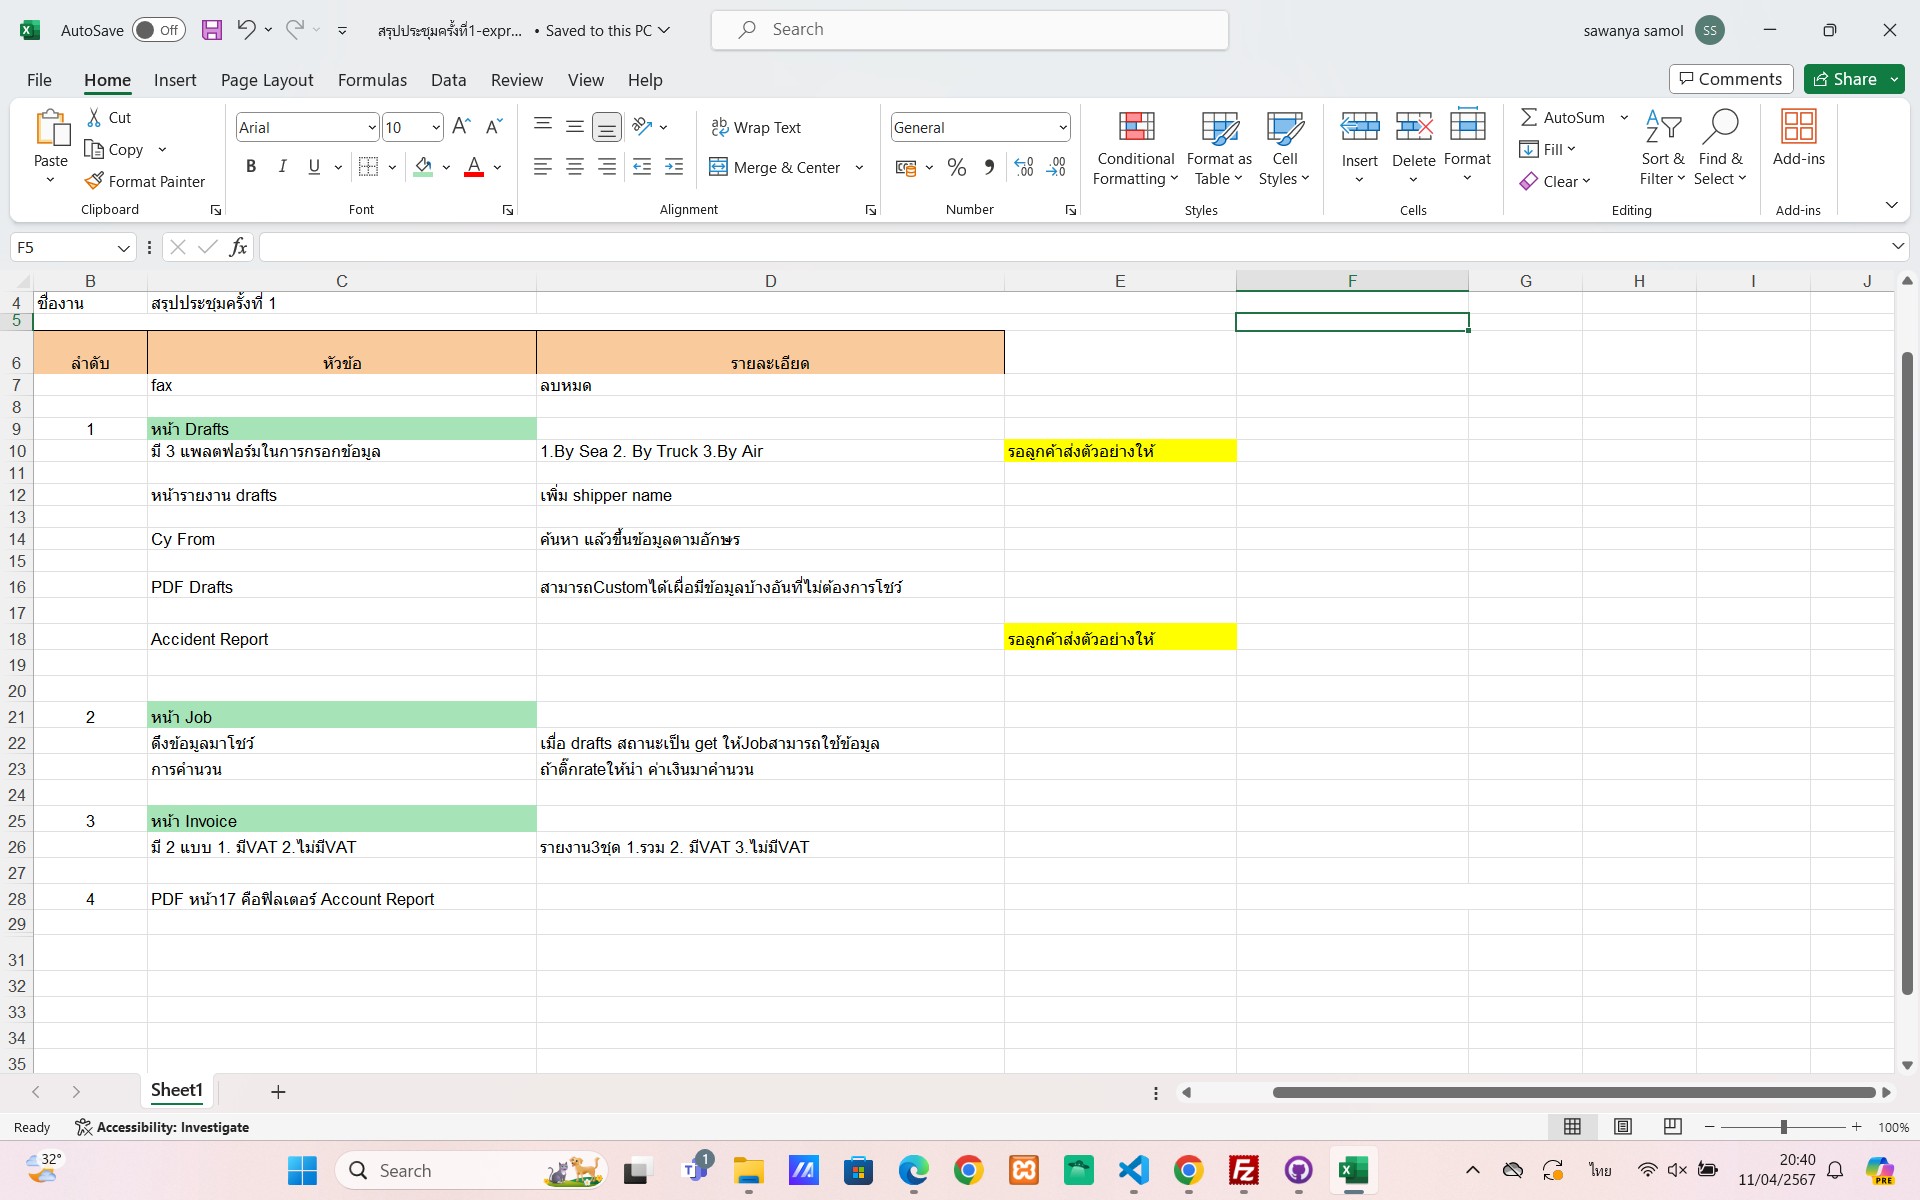 AutoSave Off สรุปประชุมครั้งที่1-expr... • Saved to this PC Search sawanya samol SS
File Home Insert Page Layout Formulas Data Review View Help Comments Share
Paste Cut Copy Format Painter Clipboard
Arial 10 B I U A Font
Wrap Text Merge & Center Alignment
General % Number
Conditional Formatting Format as Table Cell Styles Styles
Insert Delete Format Cells
AutoSum Fill Clear Sort & Filter Find & Select Editing
Add-ins Add-ins
F5 fx
B C D E F G H I J
4 ชื่องาน สรุปประชุมครั้งที่ 1
5
6 ลำดับ หัวข้อ รายละเอียด
7 fax ลบหมด
8
9 1 หน้า Drafts
10 มี 3 แพลตฟอร์มในการกรอกข้อมูล 1.By Sea 2. By Truck 3.By Air รอลูกค้าส่งตัวอย่างให้
11
12 หน้ารายงาน drafts เพิ่ม shipper name
13
14 Cy From ค้นหา แล้วขึ้นข้อมูลตามอักษร
15
16 PDF Drafts สามารถCustomได้เผื่อมีข้อมูลบ้างอันที่ไม่ต้องการโชว์
17
18 Accident Report รอลูกค้าส่งตัวอย่างให้
19
20
21 2 หน้า Job
22 ดึงข้อมูลมาโชว์ เมื่อ drafts สถานะเป็น get ให้Jobสามารถใช้ข้อมูล
23 การคำนวน ถ้าติ๊กrateให้นำ ค่าเงินมาคำนวน
24
25 3 หน้า Invoice
26 มี 2 แบบ 1. มีVAT 2.ไม่มีVAT รายงาน3ชุด 1.รวม 2. มีVAT 3.ไม่มีVAT
27
28 4 PDF หน้า17 คือฟิลเตอร์ Account Report
29
31
32
33
34
35
Sheet1
Ready Accessibility: Investigate 100%
32° Search 1 ไทย 20:40
11/04/2567 PRE